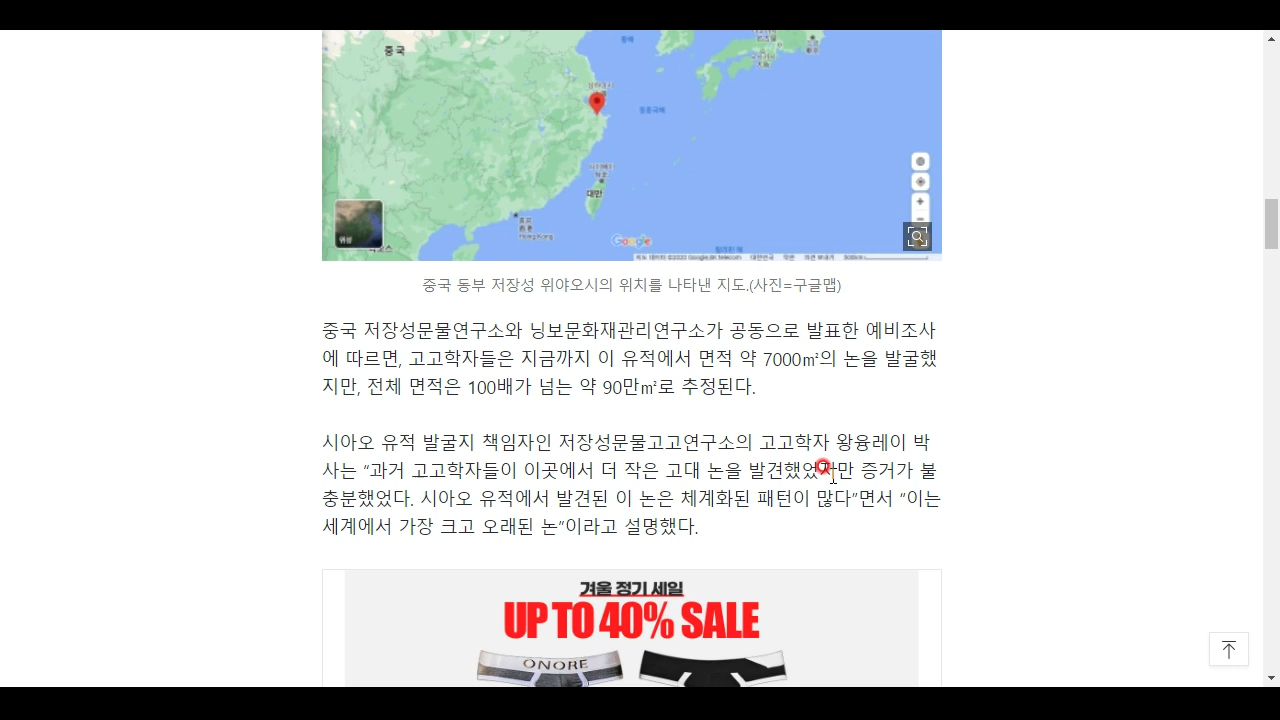 중국
대만
Hong Kong
위성
Google
중국 동부 저장성 위야오시의 위치를 나타낸 지도.(사진=구글맵)
중국 저장성문물연구소와 닝보문화재관리연구소가 공동으로 발표한 예비조사
에 따르면, 고고학자들은 지금까지 이 유적에서 면적 약 7000㎡의 논을 발굴했
지만, 전체 면적은 100배가 넘는 약 90만㎡로 추정된다.
시아오 유적 발굴지 책임자인 저장성문물고고연구소의 고고학자 왕융레이 박
사는 “과거 고고학자들이 이곳에서 더 작은 고대 논을 발견했었지만 증거가 불
충분했었다. 시아오 유적에서 발견된 이 논은 체계화된 패턴이 많다”면서 “이는
세계에서 가장 크고 오래된 논”이라고 설명했다.
겨울 정기 세일
UP TO 40% SALE
ONORE